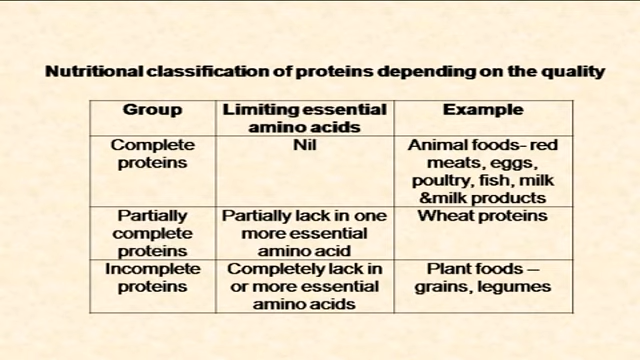 Nutritional classification of proteins depending on the quality
Group Limiting essential amino acids Example
Complete proteins Nil Animal foods- red meats, eggs, poultry, fish, milk &milk products
Partially complete proteins Partially lack in one more essential amino acid Wheat proteins
Incomplete proteins Completely lack in or more essential amino acids Plant foods – grains, legumes